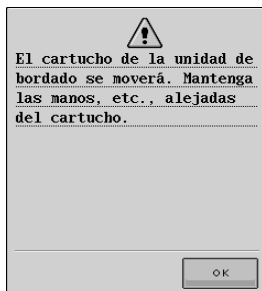 El cartucho de la unidad de
bordado se moverá. Mantenga
las manos, etc., alejadas
del cartucho.
OK